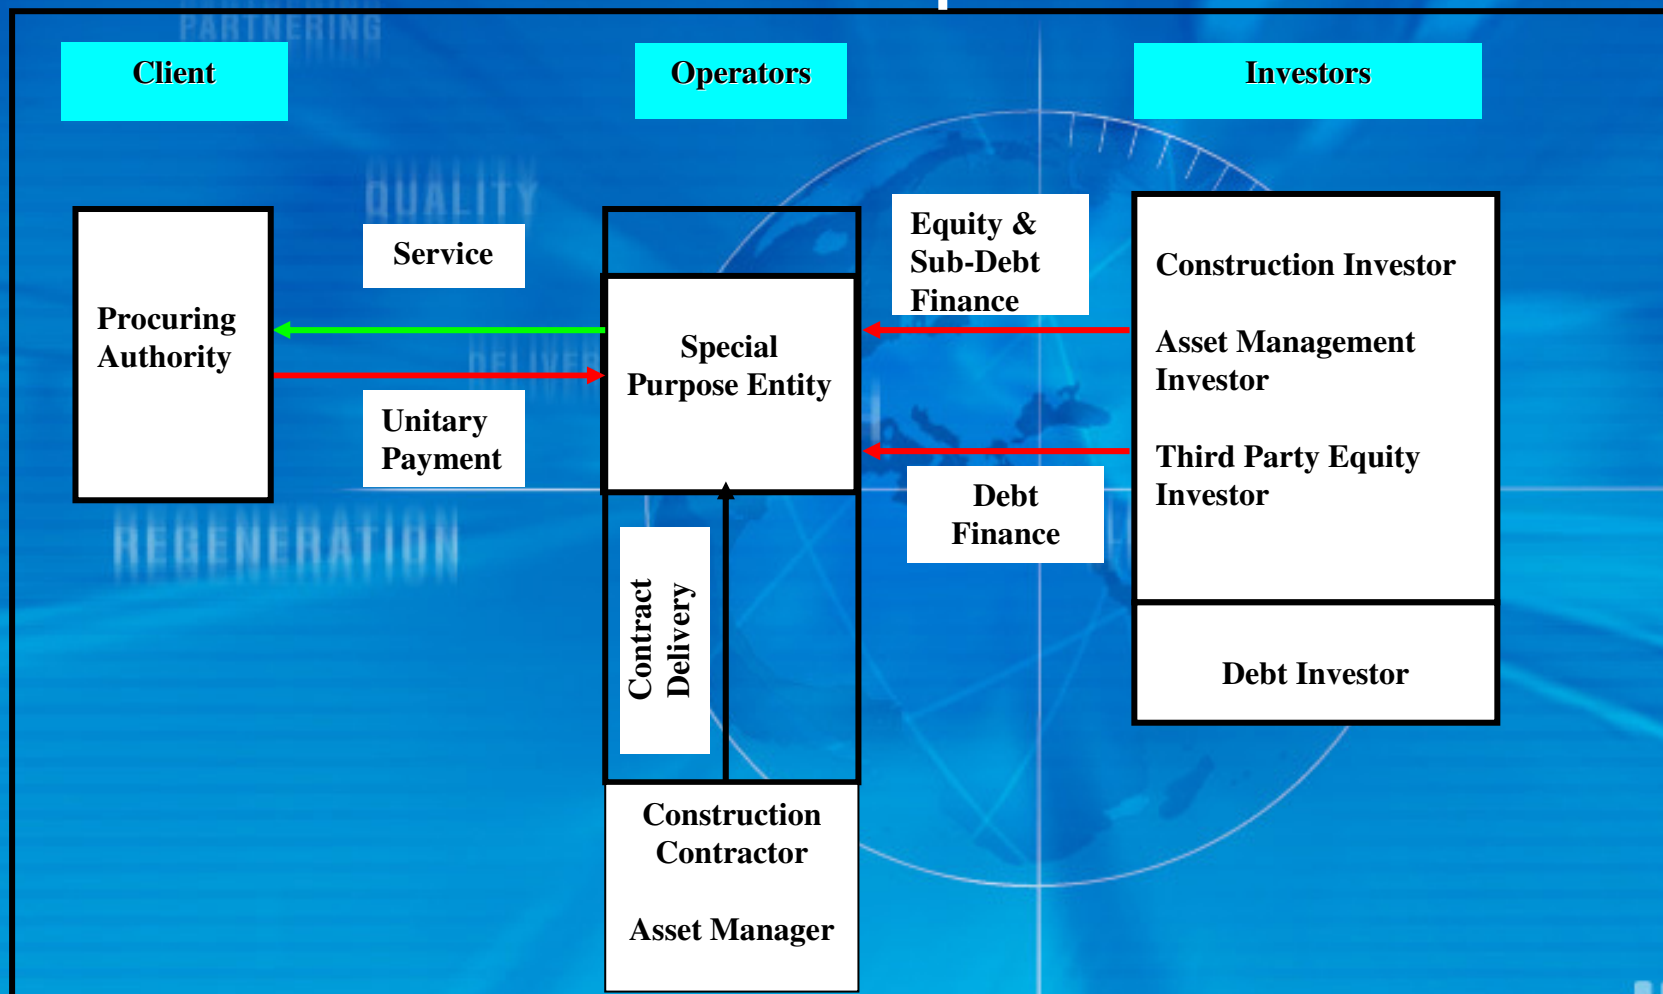 PARTNERING
Client
Operators
Investors
QUALITY
Service
Equity &
Sub-Debt
Finance
Procuring
Authority
Special
Purpose Entity
Construction Investor
Asset Management
Investor
Third Party Equity
Investor
DELIVER
Unitary
Payment
Debt
Finance
REGENERATION
Contract
Delivery
Debt Investor
Construction
Contractor
Asset Manager